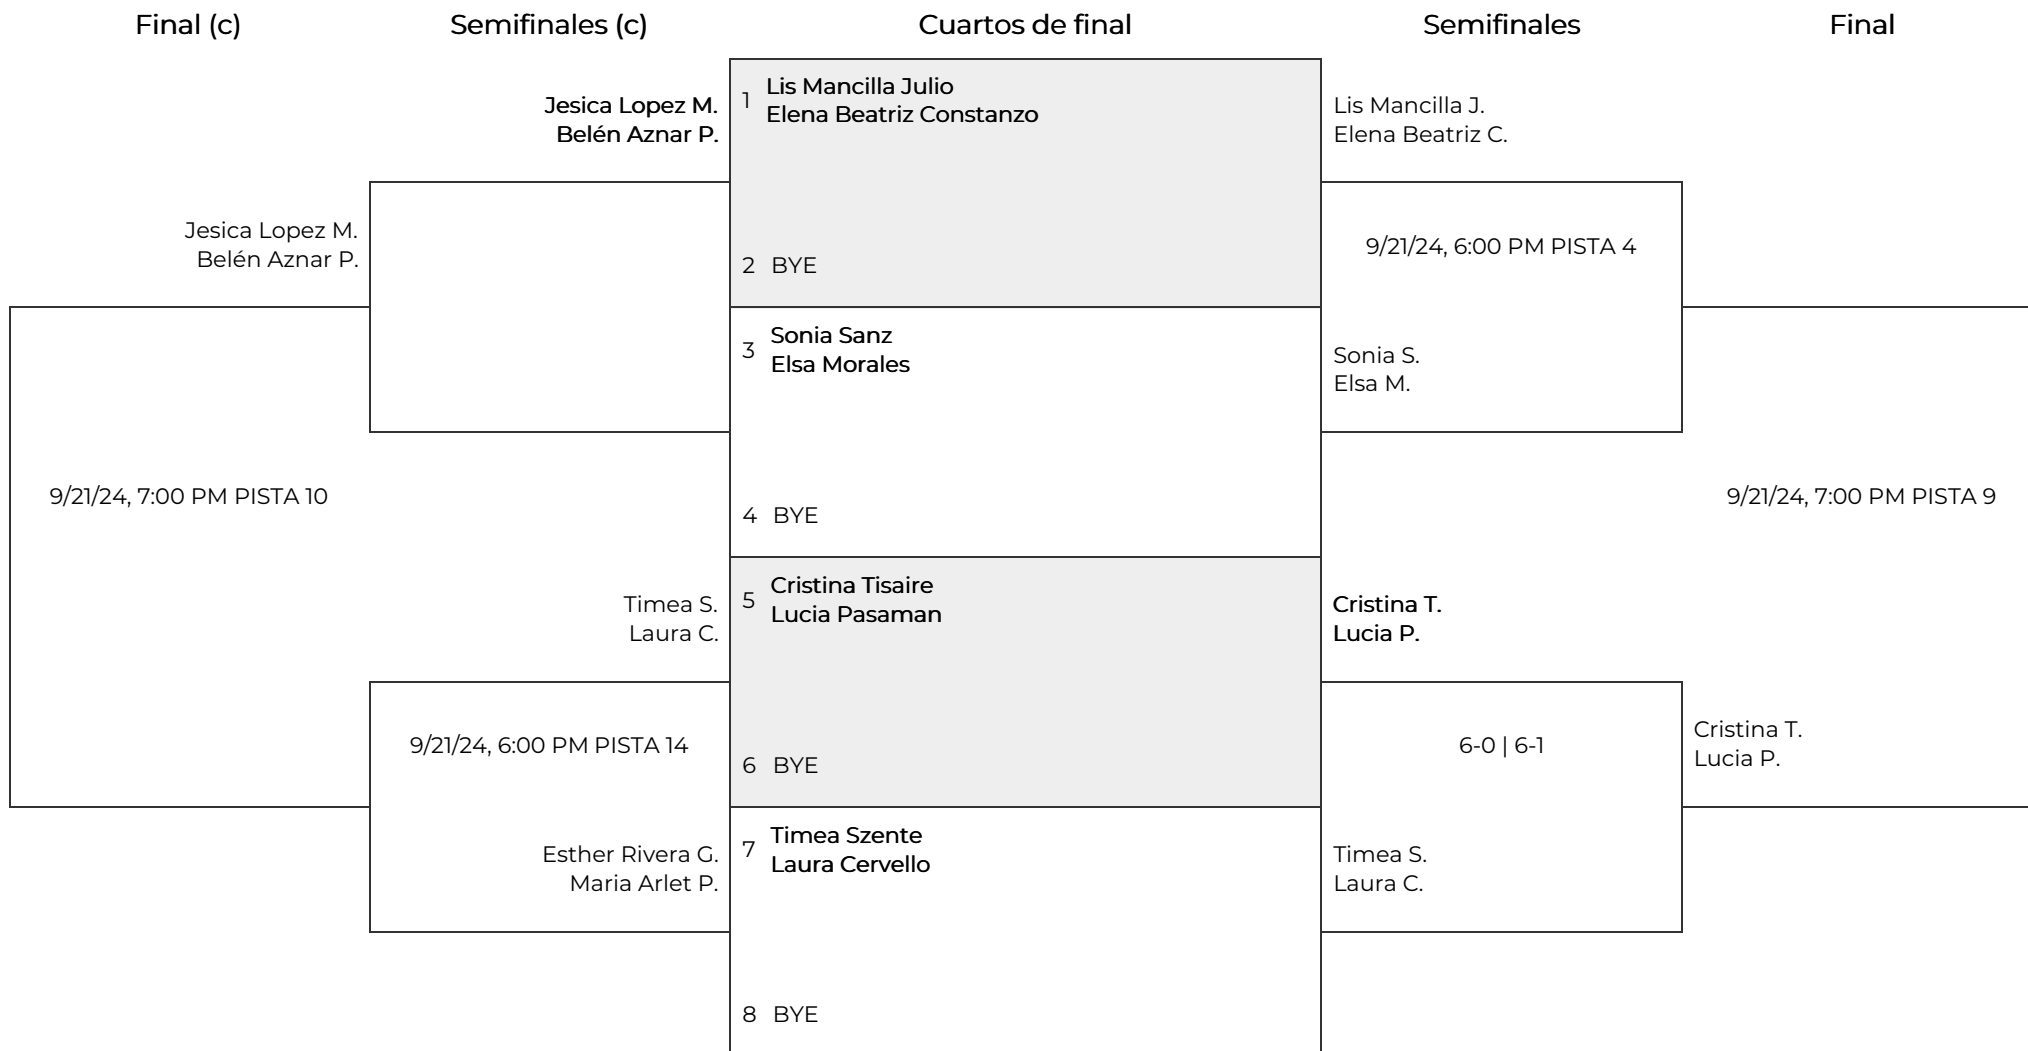 Final (c)
Semifinales (c)
Cuartos de final
Semifinales
Final
Jesica Lopez M.
Belén Aznar P.
Jesica Lopez M.
Belén Aznar P.
9/21/24, 7:00 PM PISTA 10
Timea S.
Laura C.
9/21/24, 6:00 PM PISTA 14
Esther Rivera G.
Maria Arlet P.
1 Lis Mancilla Julio
Elena Beatriz Constanzo
2 BYE
3 Sonia Sanz
Elsa Morales
4 BYE
5 Cristina Tisaire
Lucia Pasaman
6 BYE
7 Timea Szente
Laura Cervello
8 BYE
Lis Mancilla J.
Elena Beatriz C.
9/21/24, 6:00 PM PISTA 4
Sonia S.
Elsa M.
Cristina T.
Lucia P.
6-0 | 6-1
Timea S.
Laura C.
9/21/24, 7:00 PM PISTA 9
Cristina T.
Lucia P.